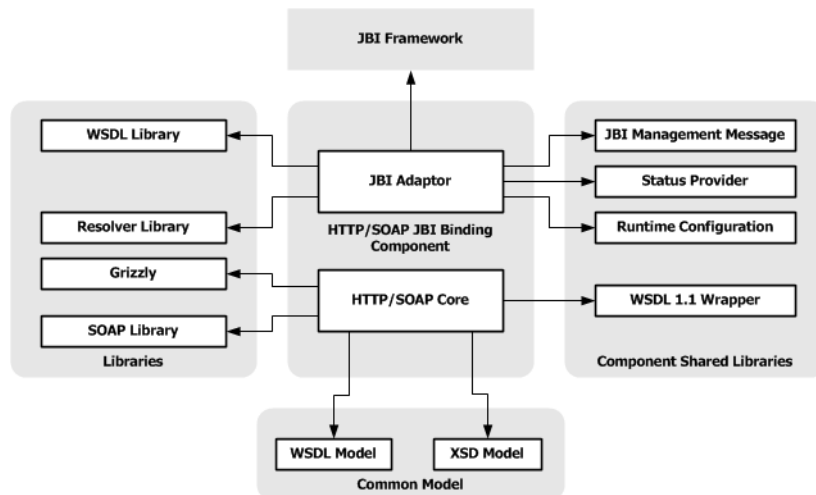 JBI Framework
WSDL Library
Resolver Library
Grizzly
SOAP Library
Libraries
JBI Adaptor
HTTP/SOAP JBI Binding
Component
HTTP/SOAP Core
JBI Management Message
Status Provider
Runtime Configuration
WSDL 1.1 Wrapper
Component Shared Libraries
WSDL Model
XSD Model
Common Model